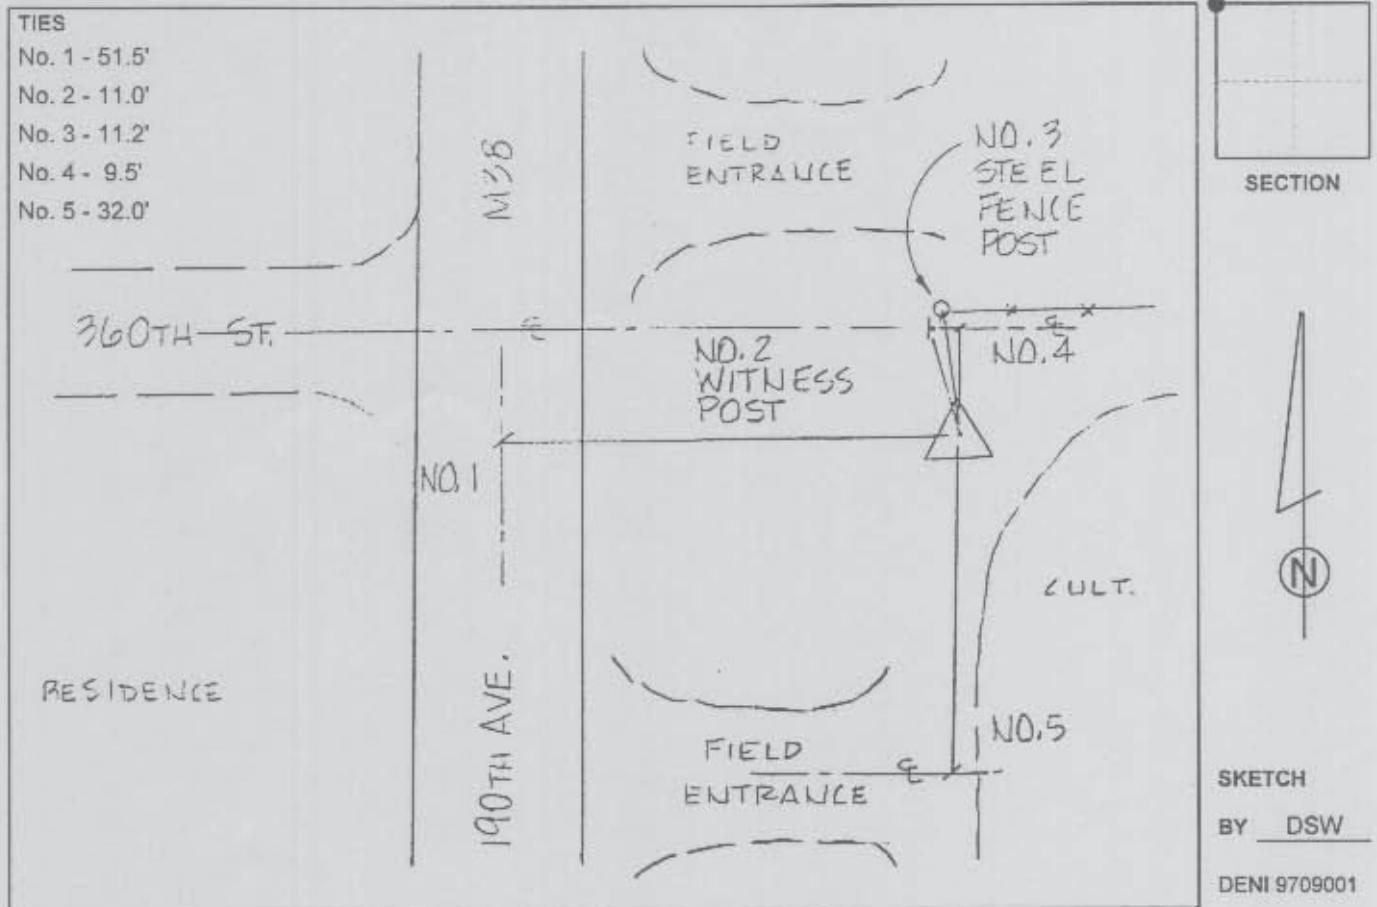 TIES
No. 1 - 51.5'
No. 2 - 11.0'
No. 3 - 11.2'
No. 4 - 9.5'
No. 5 - 32.0'
M38
FIELD
ENTRANCE
NO. 3
STEEL
FENCE
POST
SECTION
360TH ST.
℄
NO. 2
WITNESS
POST
℄
NO. 4
NO. 1
N
CULT.
RESIDENCE
190TH AVE.
NO. 5
FIELD
ENTRANCE
℄
SKETCH
BY DSW
DENI 9709001